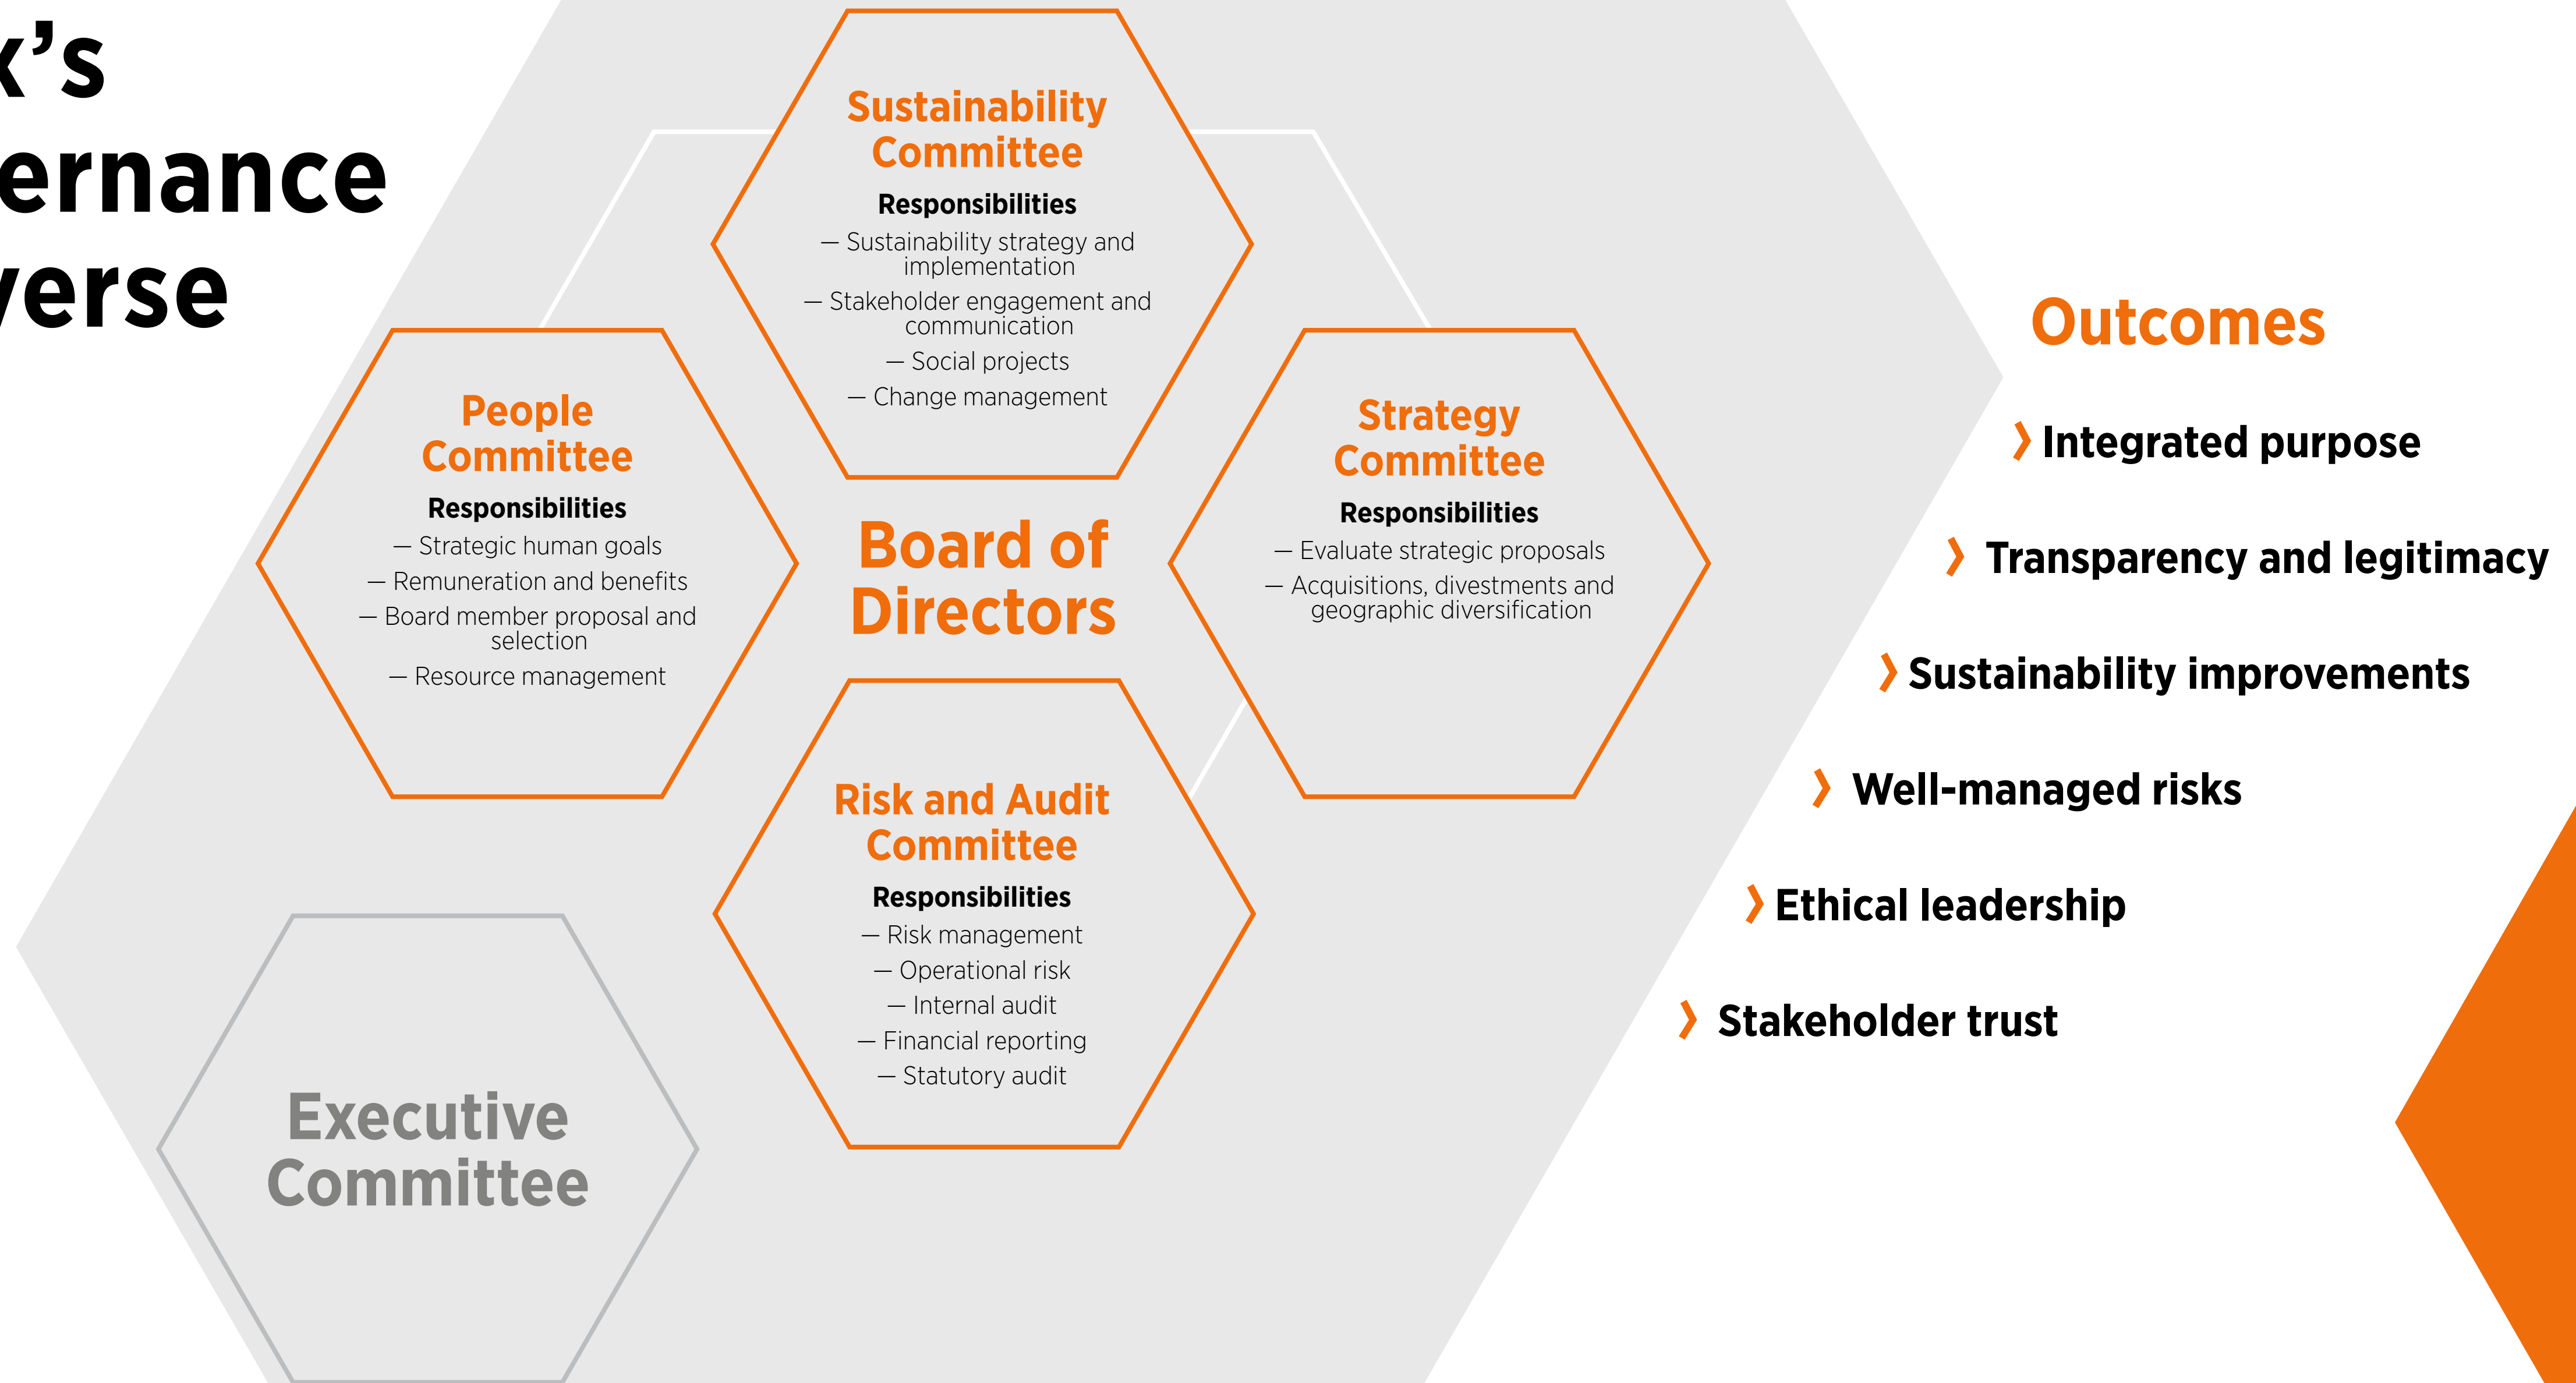 x's
ernance
verse
Sustainability
Committee
Responsibilities
— Sustainability strategy and
implementation
— Stakeholder engagement and
communication
— Social projects
— Change management
People
Committee
Responsibilities
— Strategic human goals
— Remuneration and benefits
— Board member proposal and
selection
— Resource management
Board of
Directors
Strategy
Committee
Responsibilities
— Evaluate strategic proposals
— Acquisitions, divestments and
geographic diversification
Risk and Audit
Committee
Responsibilities
— Risk management
— Operational risk
— Internal audit
— Financial reporting
— Statutory audit
Executive
Committee
Outcomes
Integrated purpose
Transparency and legitimacy
Sustainability improvements
Well-managed risks
Ethical leadership
Stakeholder trust